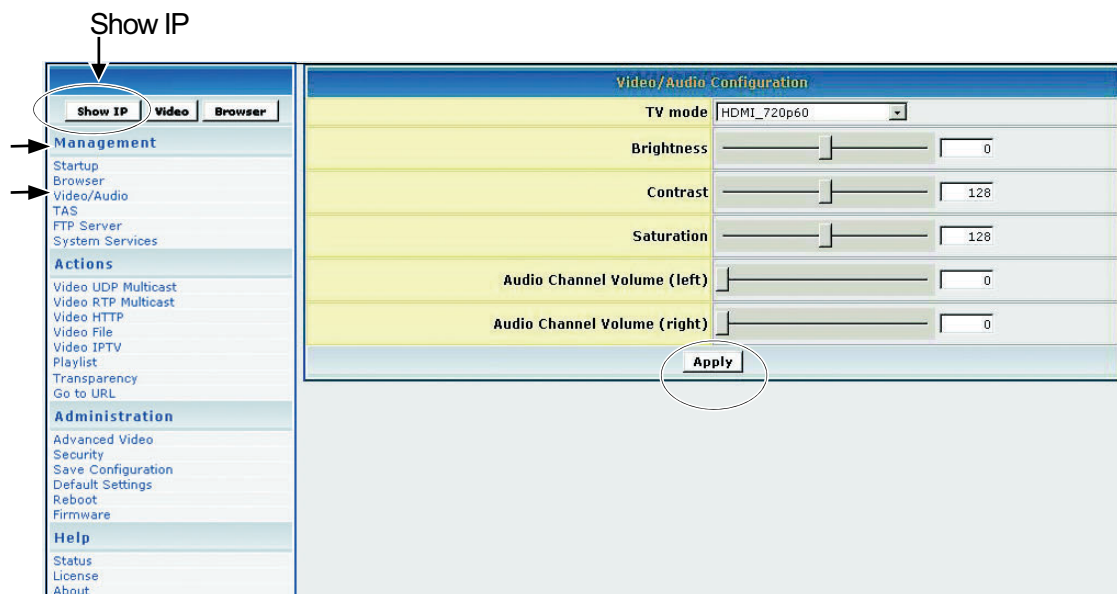 Show IP
Show IP Video Browser
Management
Startup
Browser
Video/Audio
TAS
FTP Server
System Services
Actions
Video UDP Multicast
Video RTP Multicast
Video HTTP
Video File
Video IPTV
Playlist
Transparency
Go to URL
Administration
Advanced Video
Security
Save Configuration
Default Settings
Reboot
Firmware
Help
Status
License
About
Video/Audio Configuration
TV mode HDMI_720p60
Brightness 0
Contrast 128
Saturation 128
Audio Channel Volume (left) 0
Audio Channel Volume (right) 0
Apply